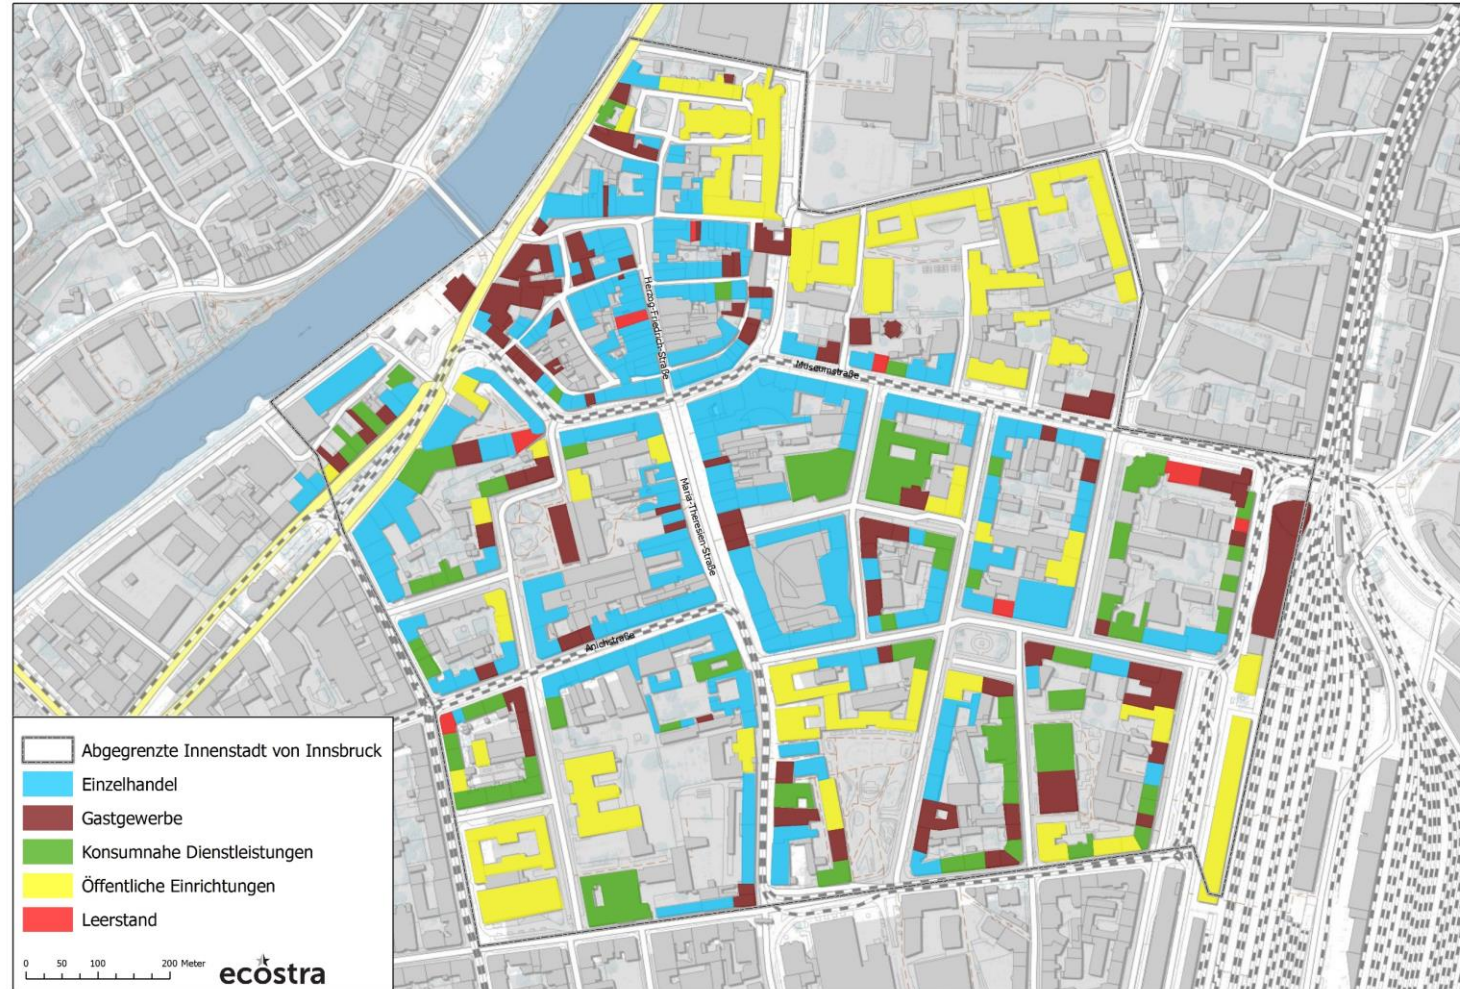 Herzog-Friedrich-Straße
Museumstraße
Maria-Theresien-Straße
Anichstraße
Abgegrenzte Innenstadt von Innsbruck
Einzelhandel
Gastgewerbe
Konsumnahe Dienstleistungen
Öffentliche Einrichtungen
Leerstand
0 50 100 200 Meter
ecostra